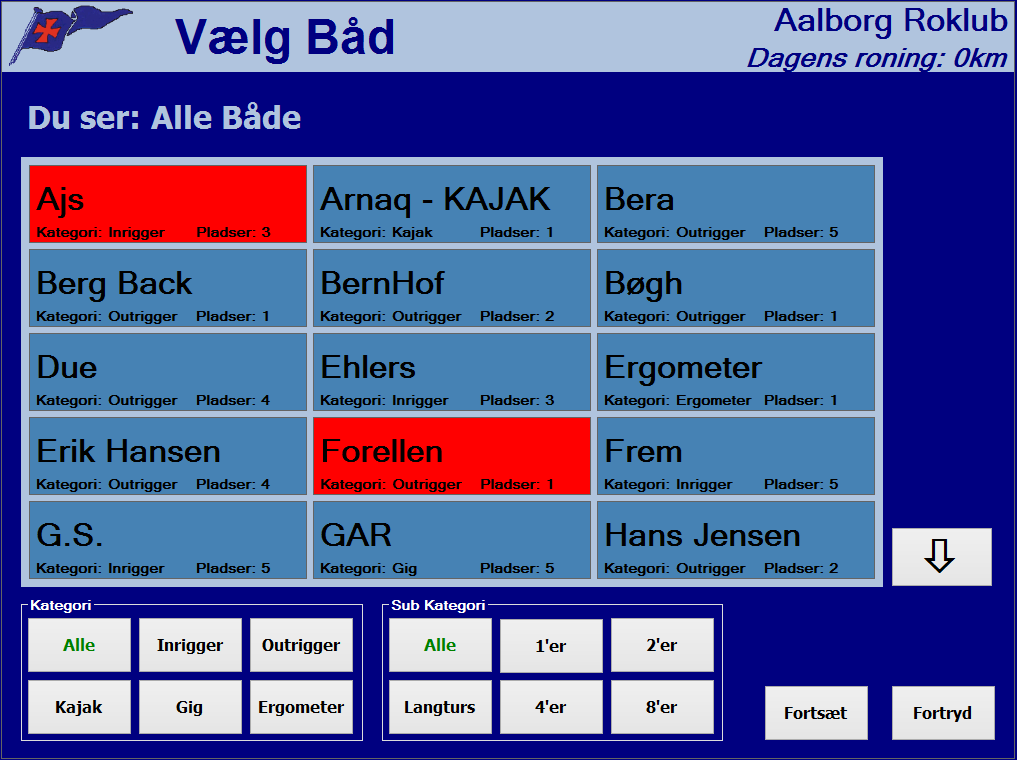 Vælg Båd
Aalborg Roklub
Dagens roning: 0km
Du ser: Alle Både
Ajs
Kategori: Inrigger Pladser: 3
Arnaq - KAJAK
Kategori: Kajak Pladser: 1
Bera
Kategori: Outrigger Pladser: 5
Berg Back
Kategori: Outrigger Pladser: 1
BernHof
Kategori: Outrigger Pladser: 2
Bøgh
Kategori: Outrigger Pladser: 1
Due
Kategori: Outrigger Pladser: 4
Ehlers
Kategori: Inrigger Pladser: 3
Ergometer
Kategori: Ergometer Pladser: 1
Erik Hansen
Kategori: Outrigger Pladser: 4
Forellen
Kategori: Outrigger Pladser: 1
Frem
Kategori: Inrigger Pladser: 5
G.S.
Kategori: Inrigger Pladser: 5
GAR
Kategori: Gig Pladser: 5
Hans Jensen
Kategori: Outrigger Pladser: 2
Kategori
Alle Inrigger Outrigger
Kajak Gig Ergometer
Sub Kategori
Alle 1'er 2'er
Langturs 4'er 8'er
Fortsæt
Fortryd